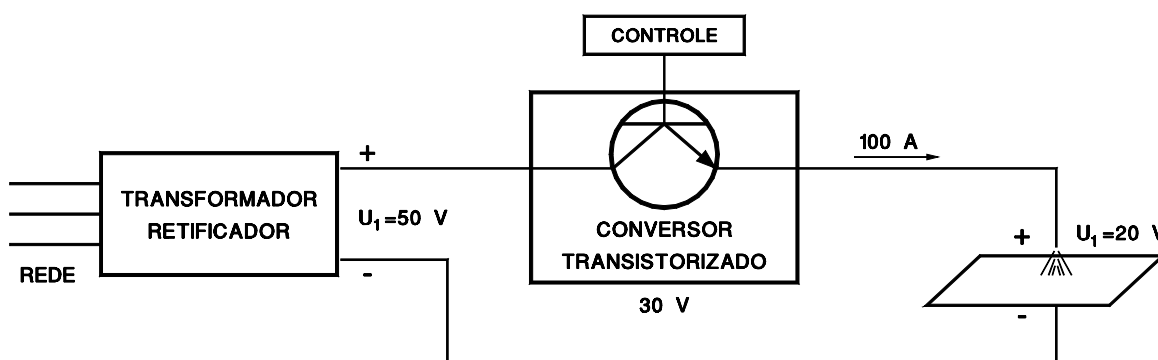 CONTROLE
100 A
+
TRANSFORMADOR
RETIFICADOR
U₁=50 V
-
REDE
CONVERSOR
TRANSISTORIZADO
30 V
+
U₁=20 V
-